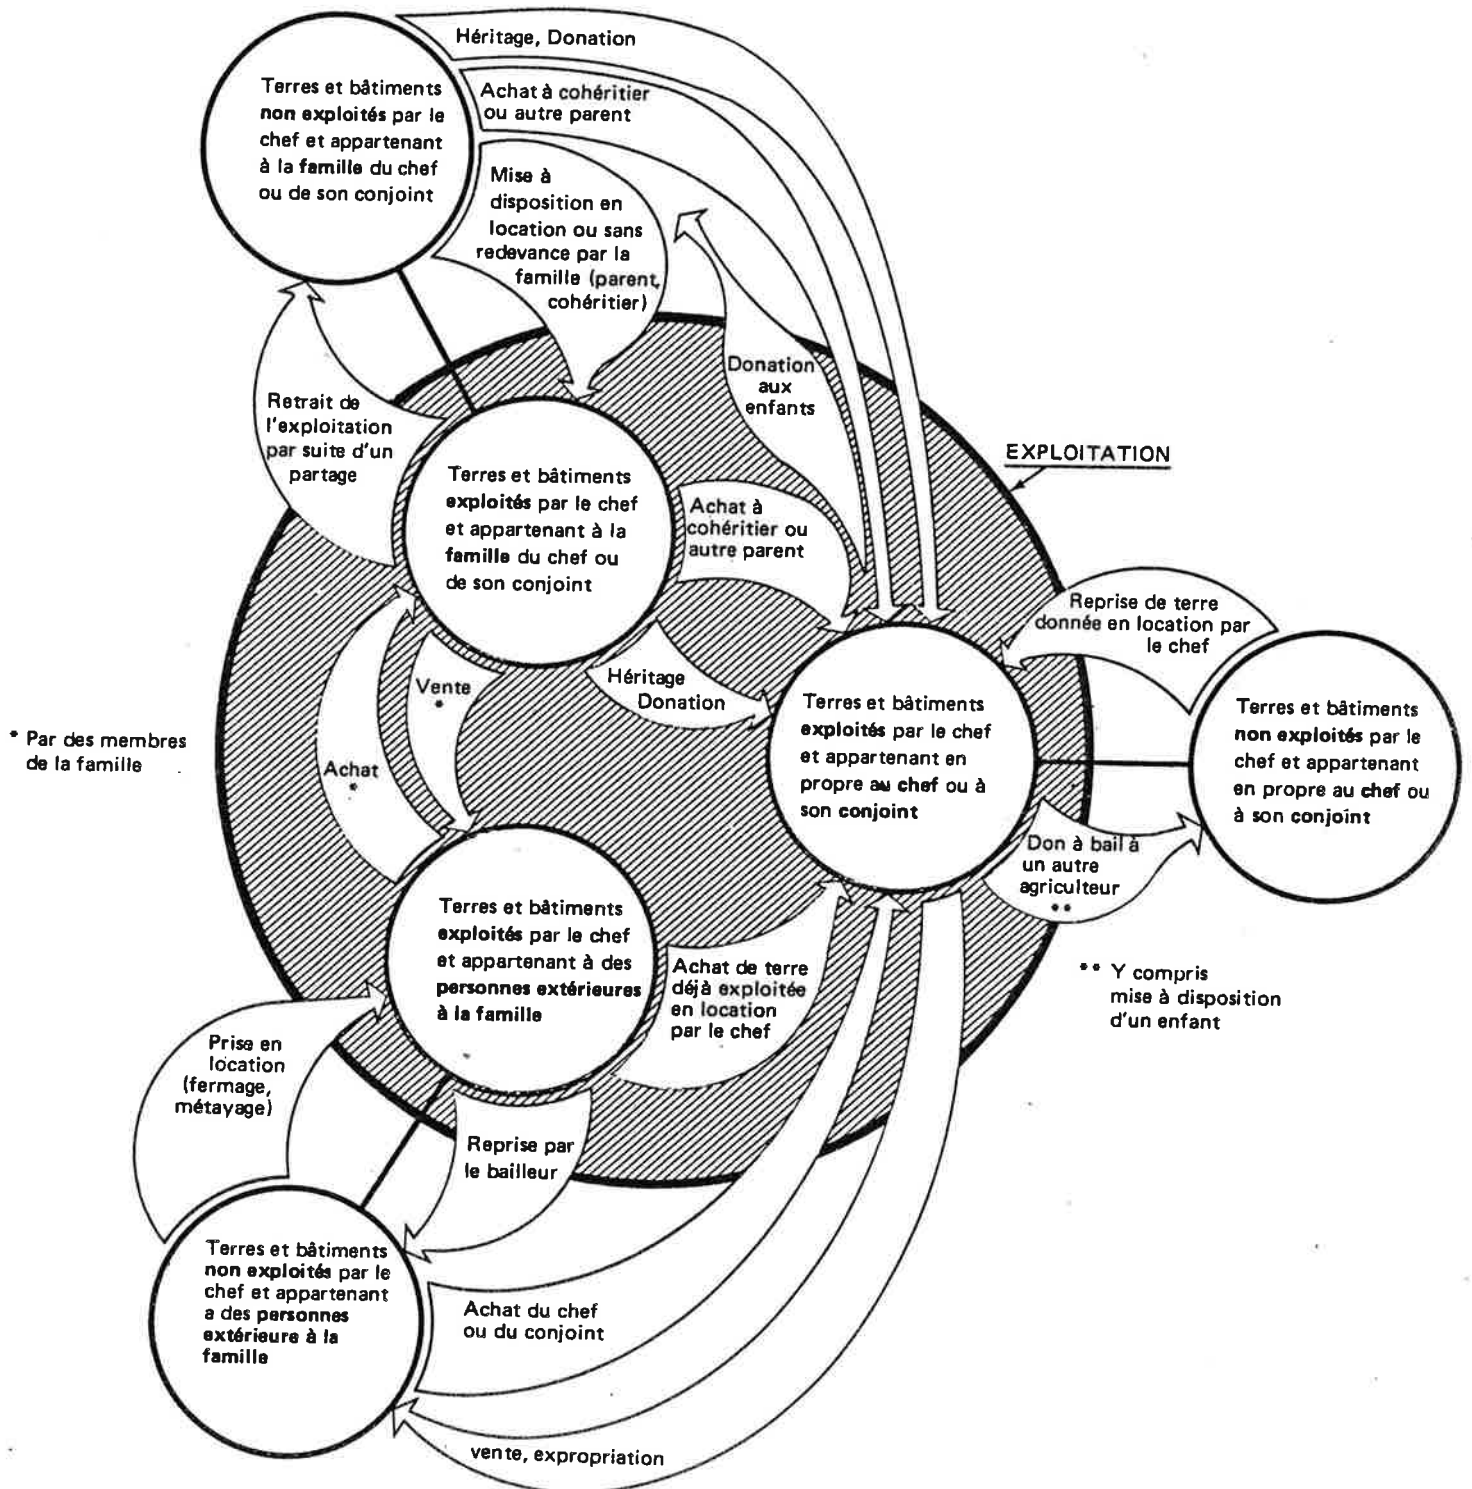 Héritage, Donation
Terres et bâtiments
non exploités par le
chef et appartenant
à la famille du chef
ou de son conjoint
Achat à cohéritier
ou autre parent
Mise à
disposition en
location ou sans
redevance par la
famille (parent,
cohéritier)
Donation
aux
enfants
Retrait de
l'exploitation
par suite d'un
partage
EXPLOITATION
Terres et bâtiments
exploités par le chef
et appartenant à la
famille du chef ou
de son conjoint
Achat à
cohéritier ou
autre parent
Reprise de terre
donnée en location par
le chef
Héritage
Donation
Vente
*
Achat
*
* Par des membres
de la famille
Terres et bâtiments
exploités par le chef
et appartenant en
propre au chef ou à
son conjoint
Terres et bâtiments
non exploités par le
chef et appartenant
en propre au chef ou
à son conjoint
Don à bail à
un autre
agriculteur
**
** Y compris
mise à disposition
d'un enfant
Terres et bâtiments
exploités par le chef
et appartenant à des
personnes extérieures
à la famille
Achat de terre
déjà exploitée
en location
par le chef
Prise en
location
(fermage,
métayage)
Reprise par
le bailleur
Terres et bâtiments
non exploités par le
chef et appartenant
a des personnes
extérieure à la
famille
Achat du chef
ou du conjoint
vente, expropriation